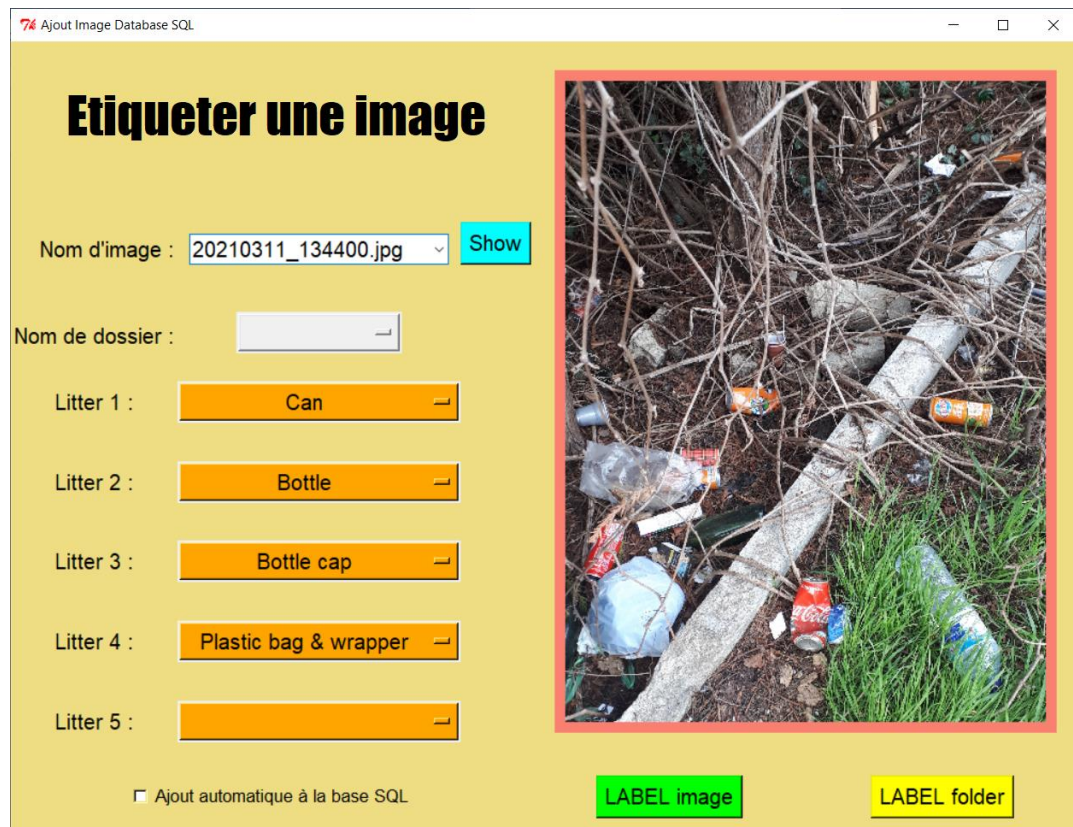 Ajout Image Database SQL
Etiqueter une image
Nom d'image : 20210311_134400.jpg Show
Nom de dossier :
Litter 1 : Can
Litter 2 : Bottle
Litter 3 : Bottle cap
Litter 4 : Plastic bag & wrapper
Litter 5 :
Coca-Cola
Ajout automatique à la base SQL
LABEL image
LABEL folder